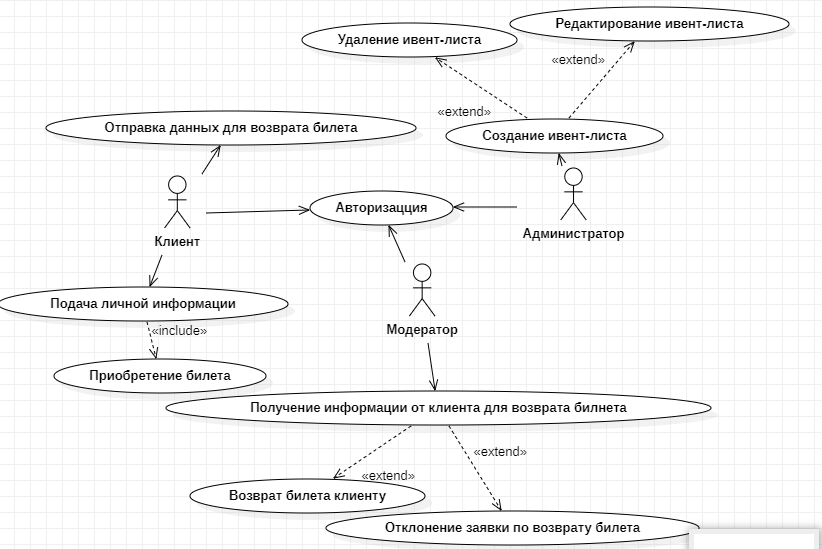 Редактирование ивент-листа
Удаление ивент-листа
«extend»
«extend»
Отправка данных для возврата билета
Создание ивент-листа
Авторизацция
Клиент
Администратор
Подача личной информации
Модератор
«include»
Приобретение билета
Получение информации от клиента для возврата билнета
«extend»
«extend»
Возврат билета клиенту
Отклонение заявки по возврату билета